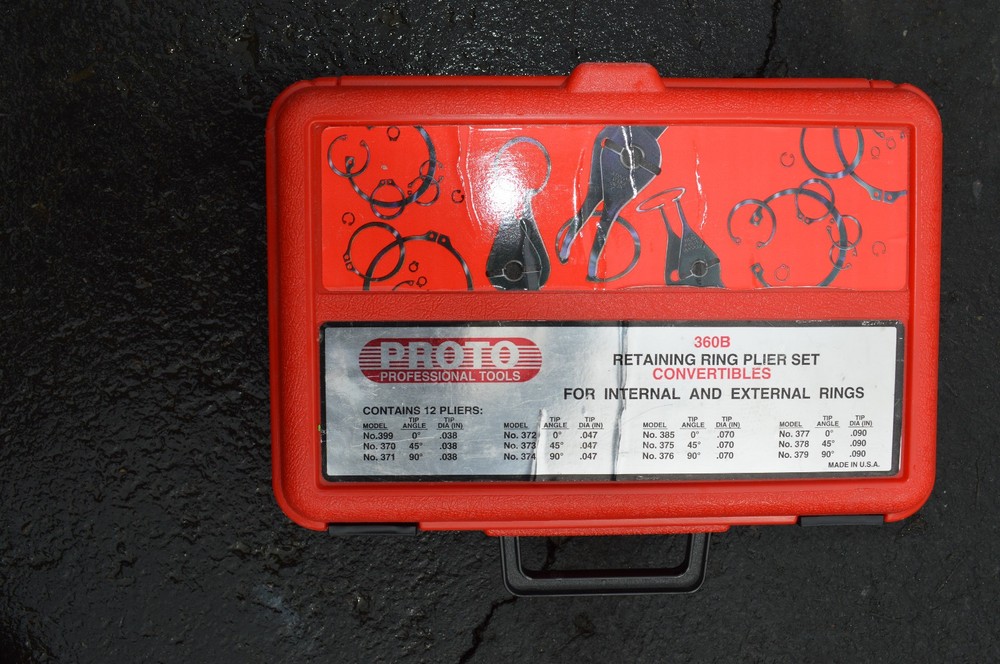 PROTO
PROFESSIONAL TOOLS
360B
RETAINING RING PLIER SET
CONVERTIBLES
FOR INTERNAL AND EXTERNAL RINGS
CONTAINS 12 PLIERS:
MODEL TIP ANGLE TIP DIA (IN) MODEL TIP ANGLE TIP DIA (IN) MODEL TIP ANGLE TIP DIA (IN) MODEL TIP ANGLE TIP DIA (IN)
No.399 0° .038 No.372 0° .047 No.385 0° .070 No.377 0° .090
No.370 45° .038 No.373 45° .047 No.375 45° .070 No.378 45° .090
No.371 90° .038 No.374 90° .047 No.376 90° .070 No.379 90° .090
MADE IN U.S.A.